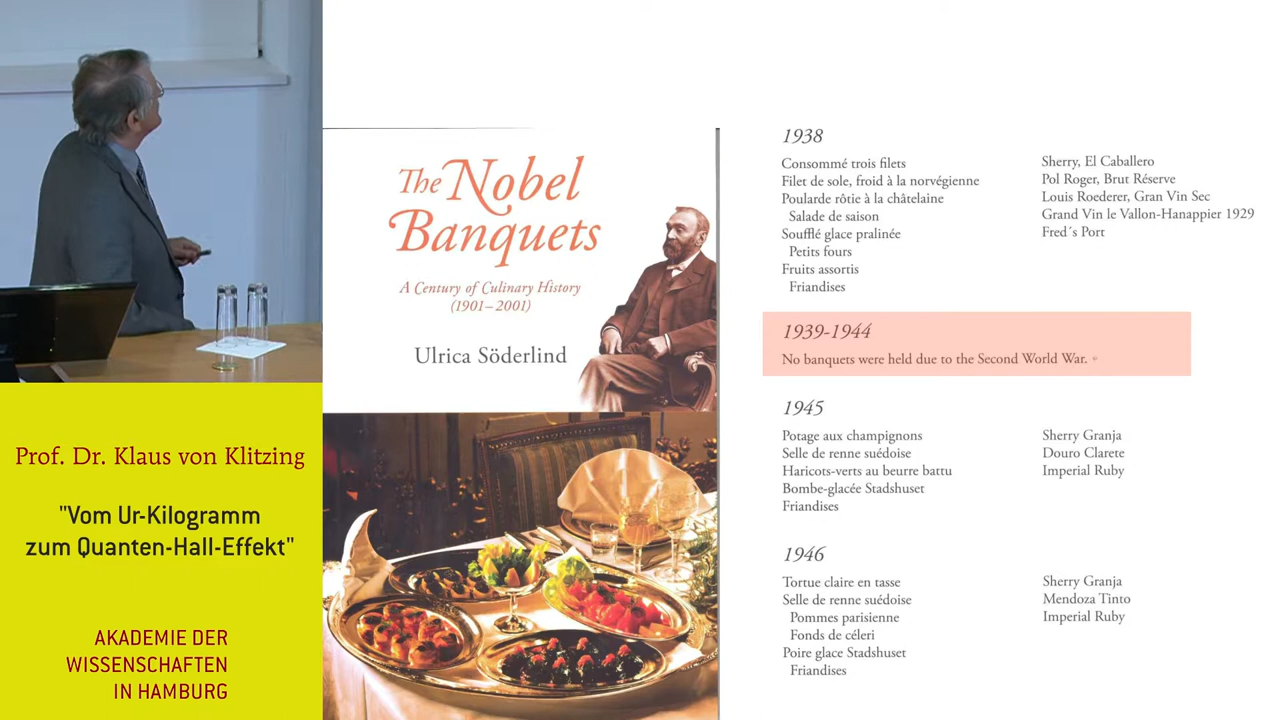 The Nobel
Banquets
A Century of Culinary History
(1901–2001)
Ulrica Söderlind
1938
Consommé trois filets
Filet de sole, froid à la norvégienne
Poularde rôtie à la châtelaine
Salade de saison
Soufflé glace pralinée
Petits fours
Fruits assortis
Friandises
Sherry, El Caballero
Pol Roger, Brut Réserve
Louis Roederer, Gran Vin Sec
Grand Vin le Vallon-Hanappier 1929
Fred´s Port
1939-1944
No banquets were held due to the Second World War.
1945
Potage aux champignons
Selle de renne suédoise
Haricots-verts au beurre battu
Bombe-glacée Stadshuset
Friandises
Sherry Granja
Douro Clarete
Imperial Ruby
1946
Tortue claire en tasse
Selle de renne suédoise
Pommes parisienne
Fonds de céleri
Poire glace Stadshuset
Friandises
Sherry Granja
Mendoza Tinto
Imperial Ruby
Prof. Dr. Klaus von Klitzing
"Vom Ur-Kilogramm
zum Quanten-Hall-Effekt"
AKADEMIE DER
WISSENSCHAFTEN
IN HAMBURG